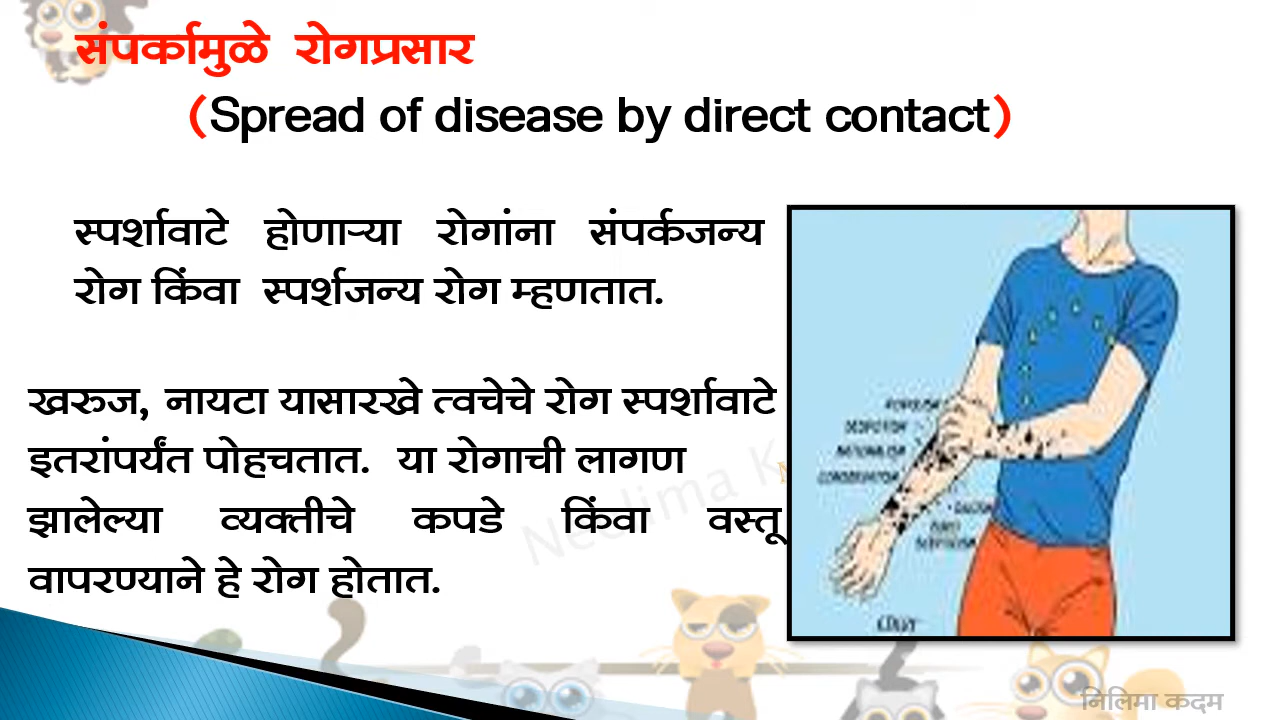 संपर्कामुळे रोगप्रसार
(Spread of disease by direct contact)
स्पर्शावाटे होणाऱ्या रोगांना संपर्कजन्य
रोग किंवा स्पर्शजन्य रोग म्हणतात.
खरुज, नायटा यासारखे त्वचेचे रोग स्पर्शावाटे
इतरांपर्यंत पोहचतात. या रोगाची लागण
झालेल्या व्यक्तीचे कपडे किंवा वस्तू
वापरण्याने हे रोग होतात.
Neelima K
निलिमा कदम